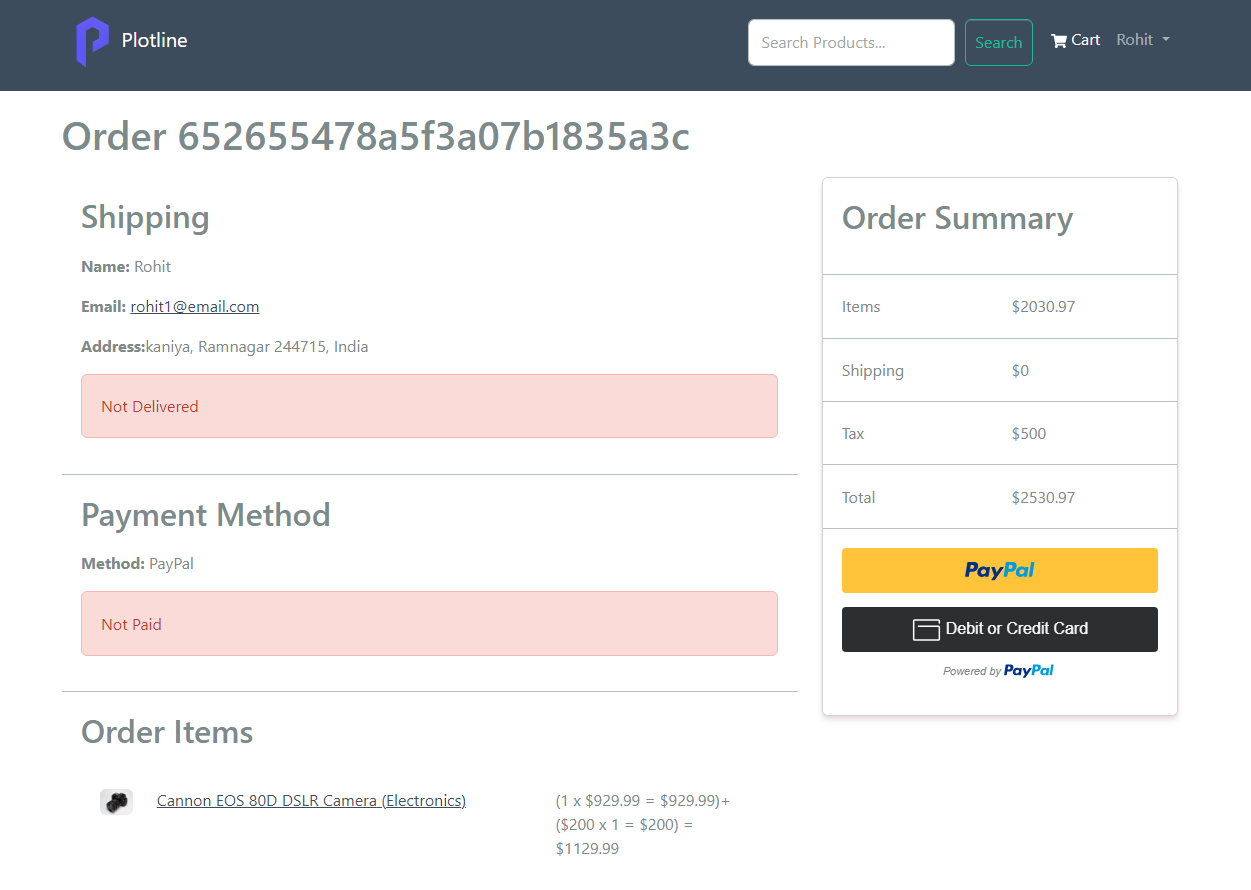 Plotline
Search Products...
Search
Cart
Rohit
Order 652655478a5f3a07b1835a3c
Shipping
Name: Rohit
Email: rohit1@email.com
Address:kaniya, Ramnagar 244715, India
Not Delivered
Payment Method
Method: PayPal
Not Paid
Order Items
Cannon EOS 80D DSLR Camera (Electronics)
(1 x $929.99 = $929.99)+
($200 x 1 = $200) =
$1129.99
Order Summary
Items $2030.97
Shipping $0
Tax $500
Total $2530.97
PayPal
Debit or Credit Card
Powered by PayPal